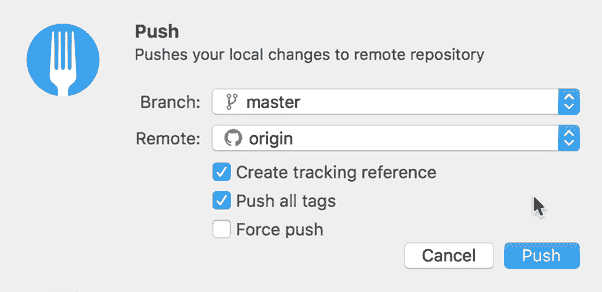 Push
Pushes your local changes to remote repository
Branch: master
Remote: origin
Create tracking reference
Push all tags
Force push
Cancel Push